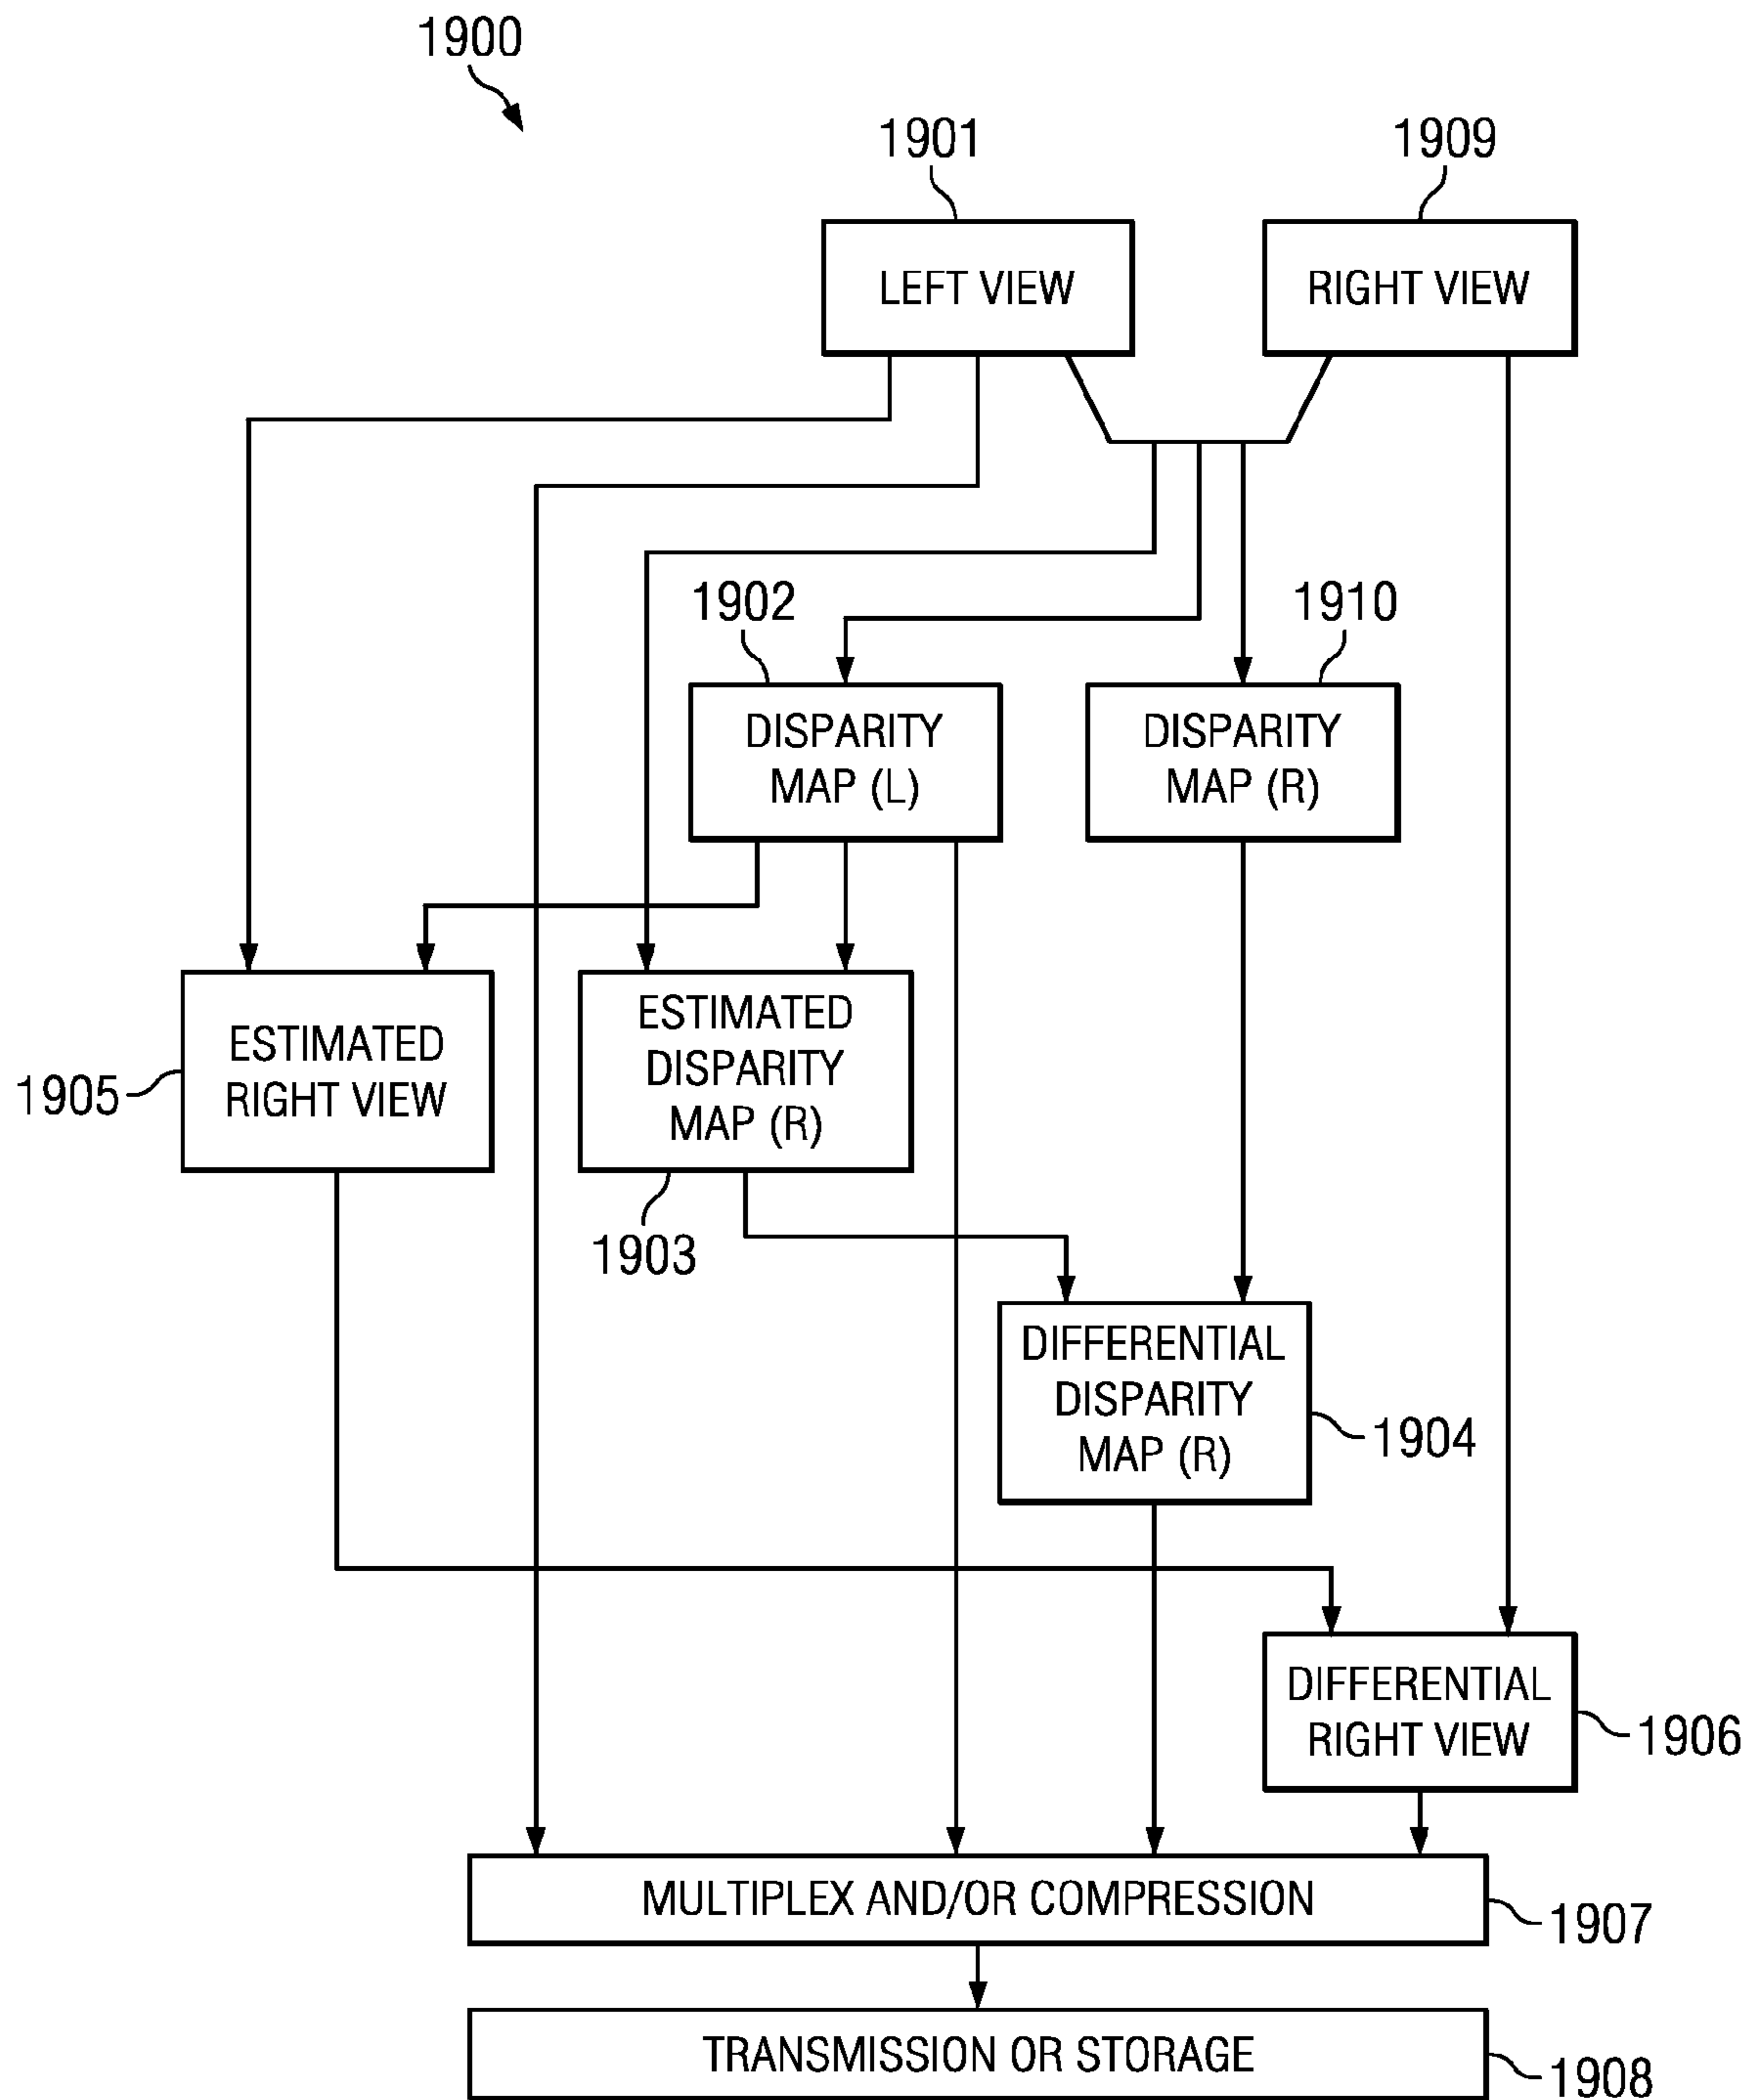 1900
1901
1909
LEFT VIEW
RIGHT VIEW
1902
1910
DISPARITY
MAP (L)
DISPARITY
MAP (R)
ESTIMATED
RIGHT VIEW
1905
ESTIMATED
DISPARITY
MAP (R)
1903
DIFFERENTIAL
DISPARITY
MAP (R)
1904
DIFFERENTIAL
RIGHT VIEW
1906
MULTIPLEX AND/OR COMPRESSION
1907
TRANSMISSION OR STORAGE
1908